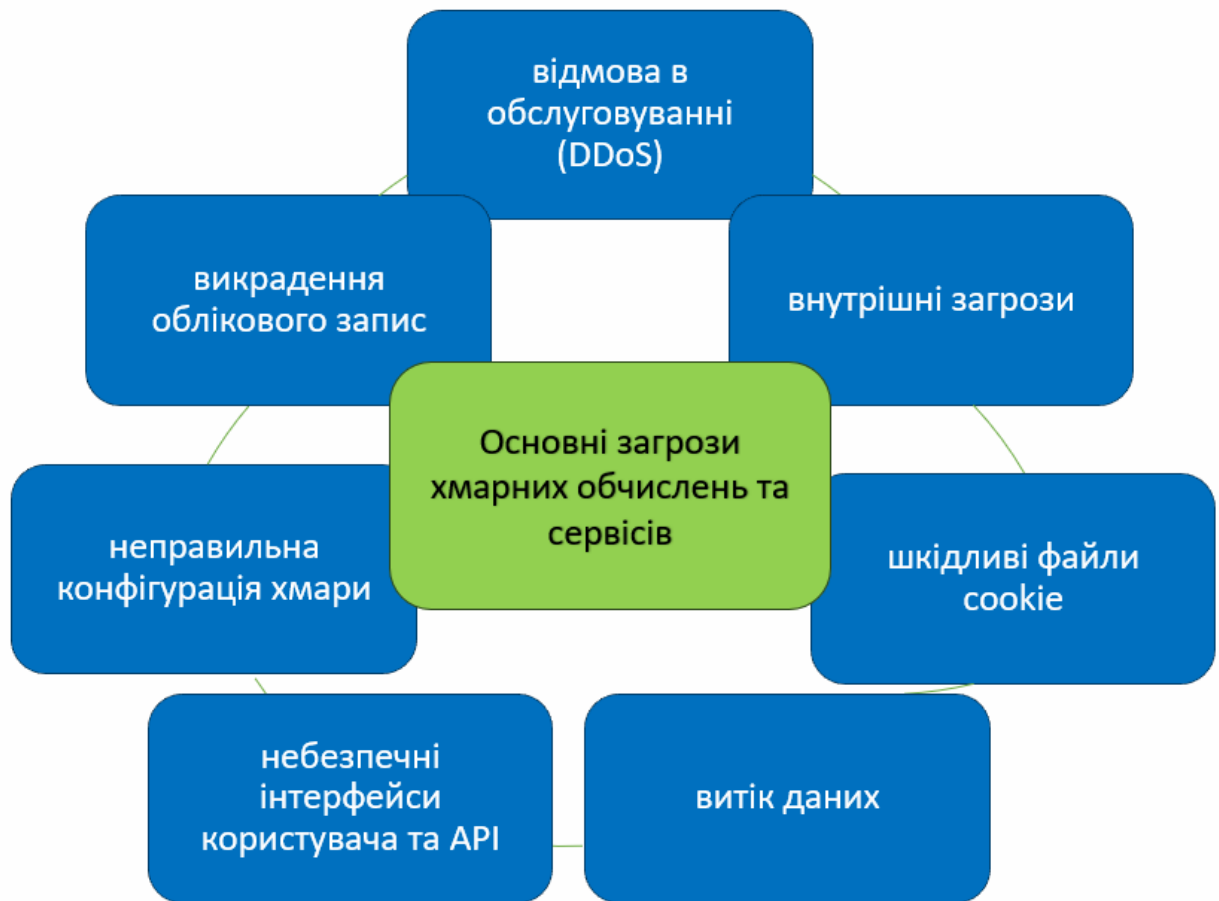 відмова в
обслуговуванні
(DDoS)
викрадення
облікового запис
внутрішні загрози
Основні загрози
хмарних обчислень та
сервісів
неправильна
конфігурація хмари
шкідливі файли
cookie
небезпечні
інтерфейси
користувача та API
витік даних